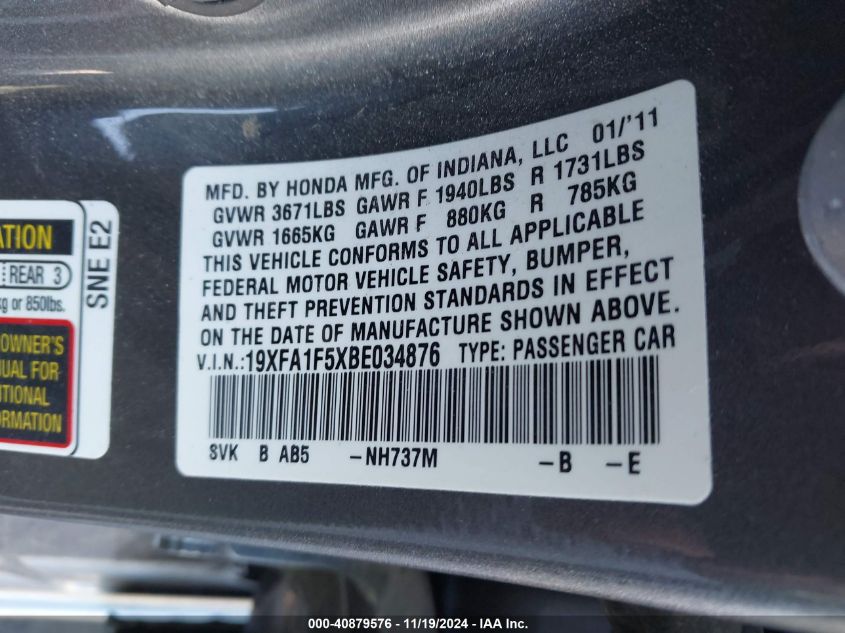 MFD. BY HONDA MFG. OF INDIANA, LLC 01/'11
GVWR 3671LBS GAWR F 1940LBS R 1731LBS
GVWR 1665KG GAWR F 880KG R 785KG
THIS VEHICLE CONFORMS TO ALL APPLICABLE
FEDERAL MOTOR VEHICLE SAFETY, BUMPER,
AND THEFT PREVENTION STANDARDS IN EFFECT
ON THE DATE OF MANUFACTURE SHOWN ABOVE.
V.I.N.:19XFA1F5XBE034876 TYPE: PASSENGER CAR
SVK B AB5 -NH737M -B -E
ATION
REAR 3
kg or 850lbs.
OWNER'S
UAL FOR
ITIONAL
ORMATION
SNE E2
000-40879576 - 11/19/2024 - IAA Inc.